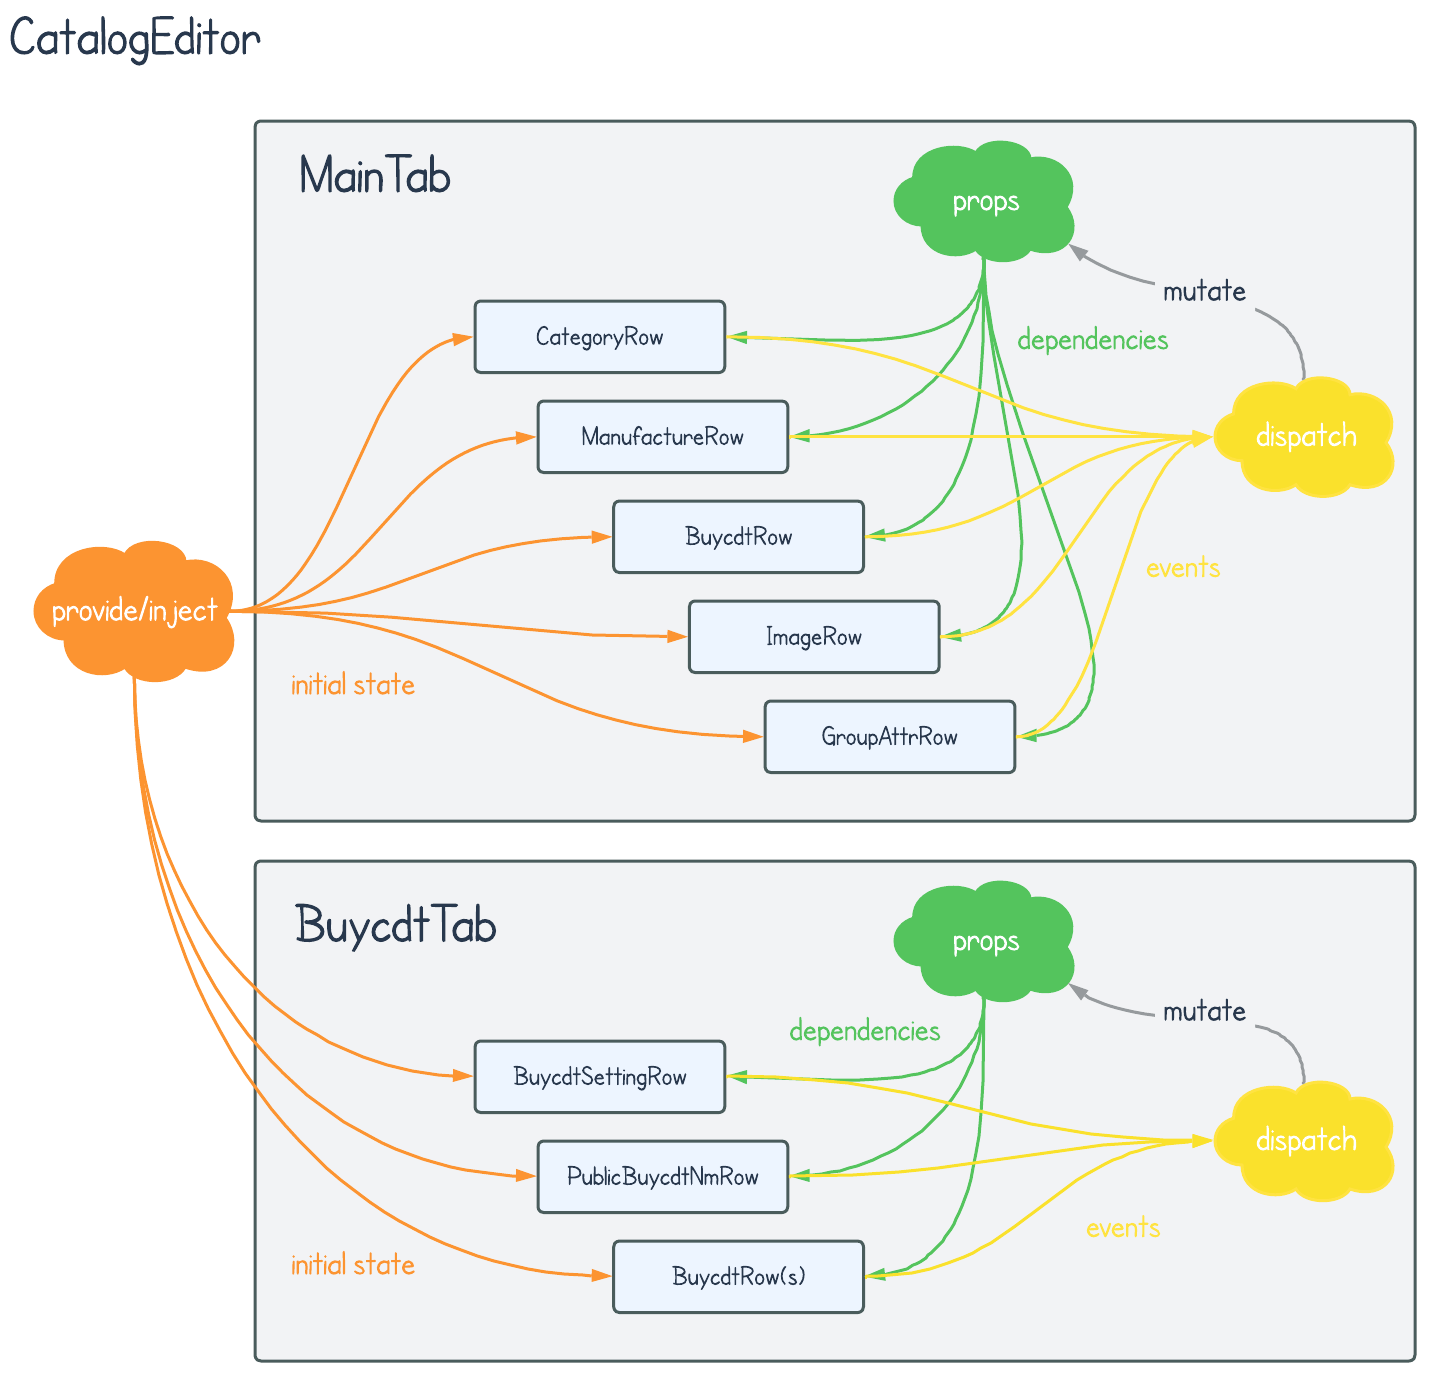 CatalogEditor
MainTab
props
mutate
CategoryRow
dependencies
ManufactureRow
dispatch
BuycdtRow
events
provide/inject
ImageRow
initial state
GroupAttrRow
BuycdtTab
props
mutate
dependencies
BuycdtSettingRow
dispatch
PublicBuycdtNmRow
events
initial state
BuycdtRow(s)